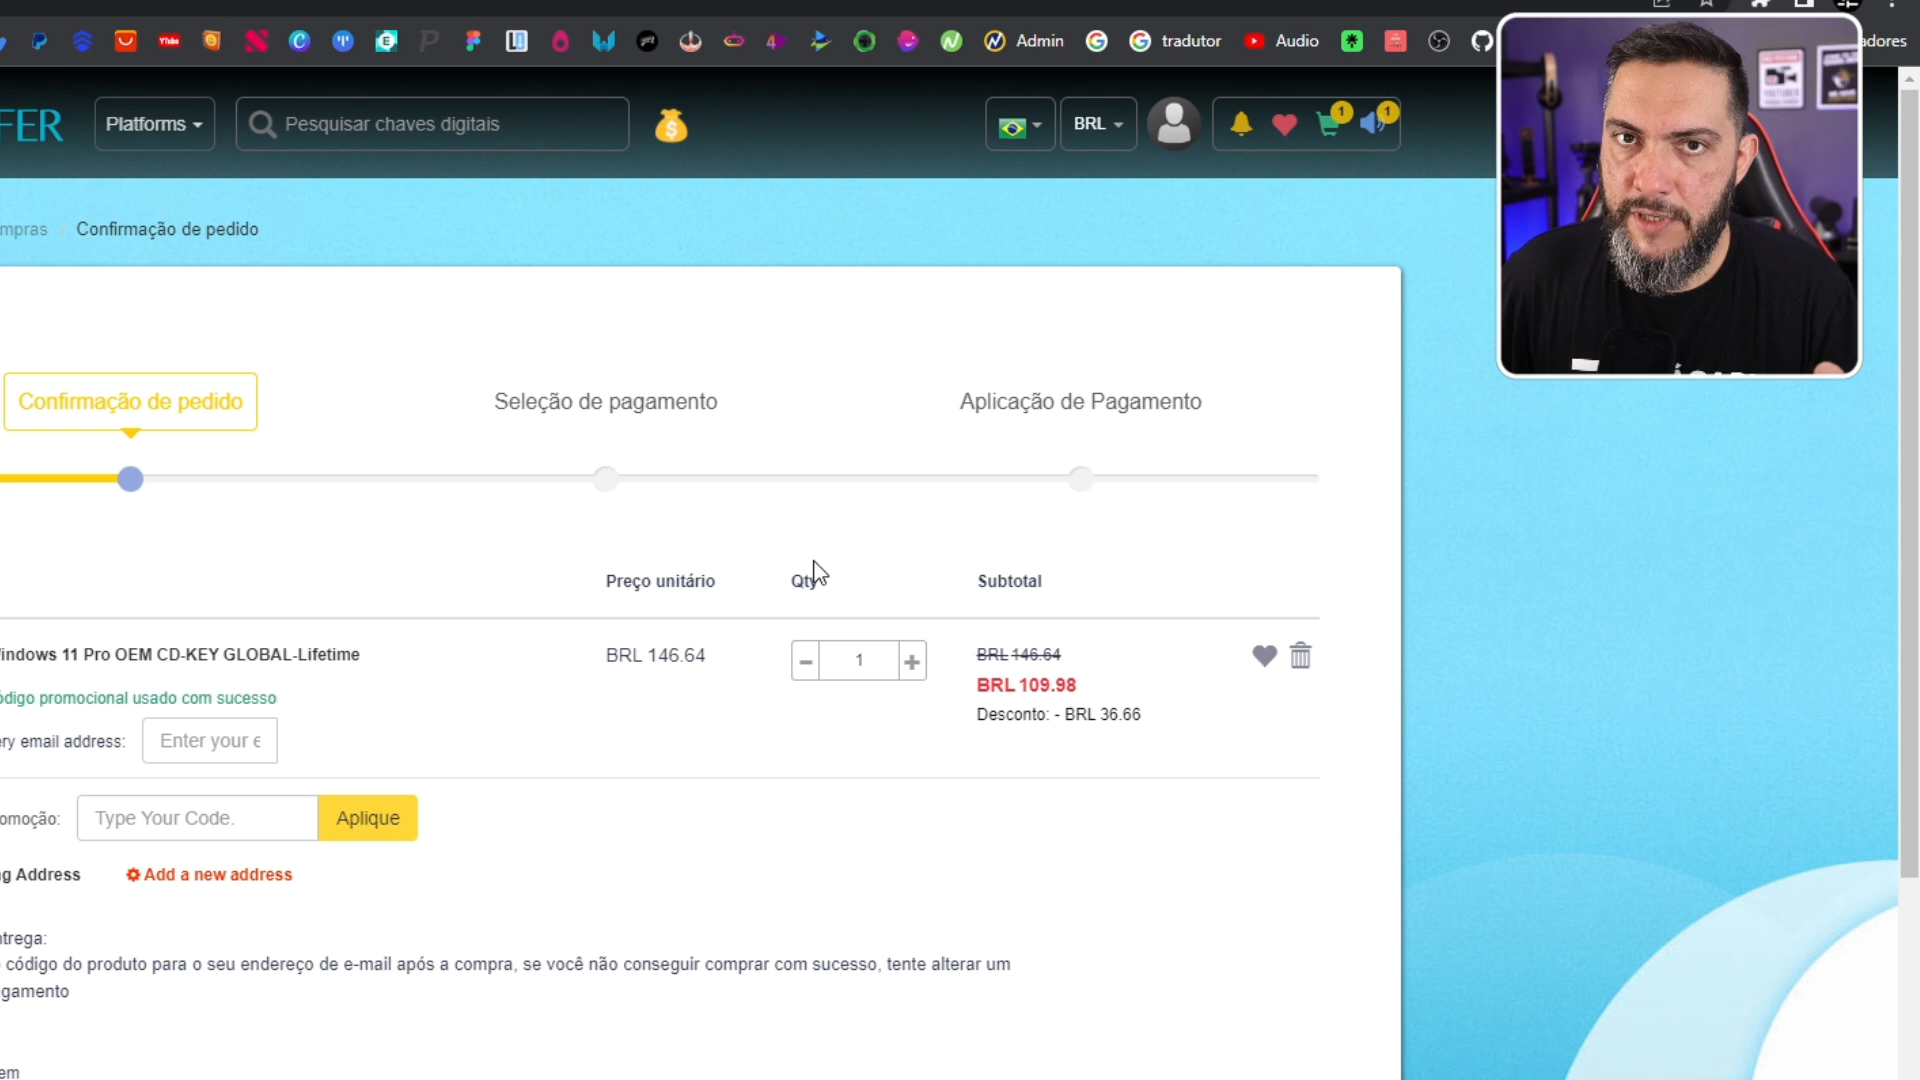 Admin
tradutor
Audio
adores
FER
Platforms
Pesquisar chaves digitais
BRL
1
1
mpras / Confirmação de pedido
Confirmação de pedido
Seleção de pagamento
Aplicação de Pagamento
Preço unitário
Qty
Subtotal
indows 11 Pro OEM CD-KEY GLOBAL-Lifetime
BRL 146.64
1
BRL 146.64
BRL 109.98
Desconto: - BRL 36.66
ódigo promocional usado com sucesso
ry email address:
Enter your e
omoção:
Type Your Code.
Aplique
g Address
Add a new address
ntrega:
código do produto para o seu endereço de e-mail após a compra, se você não conseguir comprar com sucesso, tente alterar um
gamento
em